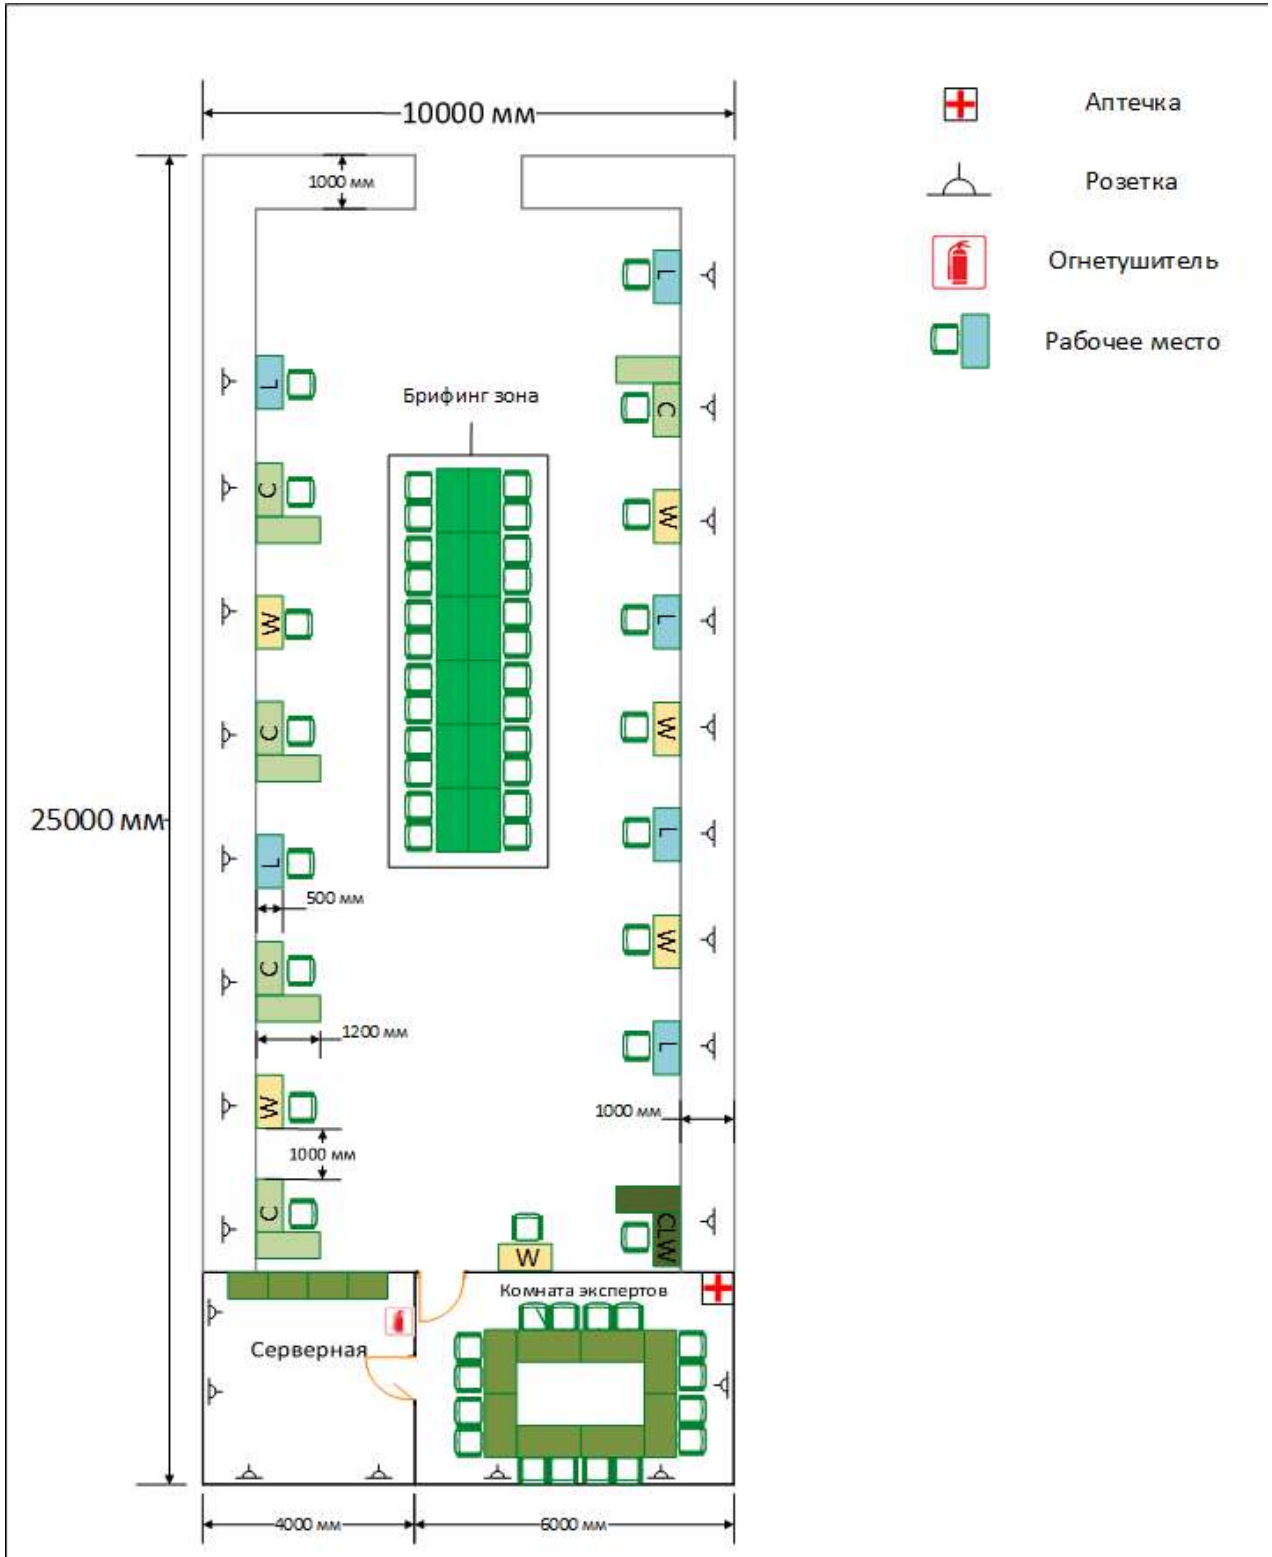 10000 мм
Аптечка
1000 мм
Розетка
Огнетушитель
L
Рабочее место
L
Брифинг зона
C
C
W
W
L
C
W
25000 мм
L
L
500 мм
W
C
1200 мм
L
W
1000 мм
1000 мм
C
CLW
W
Комната экспертов
Серверная
4000 мм
6000 мм